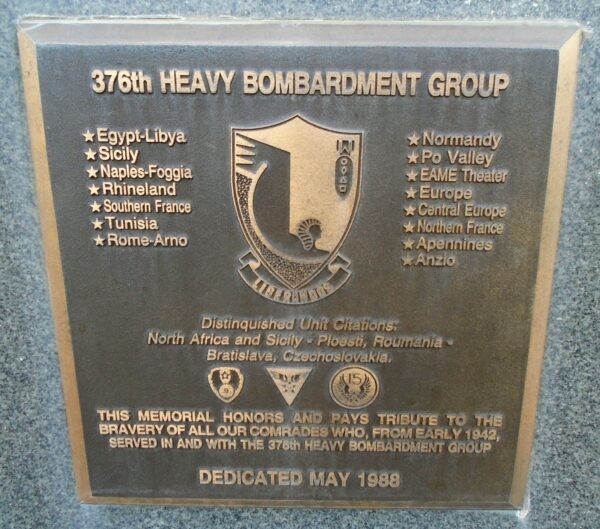 376th HEAVY BOMBARDMENT GROUP
★Egypt-Libya
★Sicily
★Naples-Foggia
★Rhineland
★Southern France
★Tunisia
★Rome-Arno
★Normandy
★Po Valley
★EAME Theater
★Europe
★Central Europe
★Northern France
★Apennines
★Anzio
LIBERANDOS
Distinguished Unit Citations:
North Africa and Sicily - Ploesti, Roumania -
Bratislava, Czechoslovakia.
9
15
THIS MEMORIAL HONORS AND PAYS TRIBUTE TO THE
BRAVERY OF ALL OUR COMRADES WHO, FROM EARLY 1942,
SERVED IN AND WITH THE 376th HEAVY BOMBARDMENT GROUP
DEDICATED MAY 1988